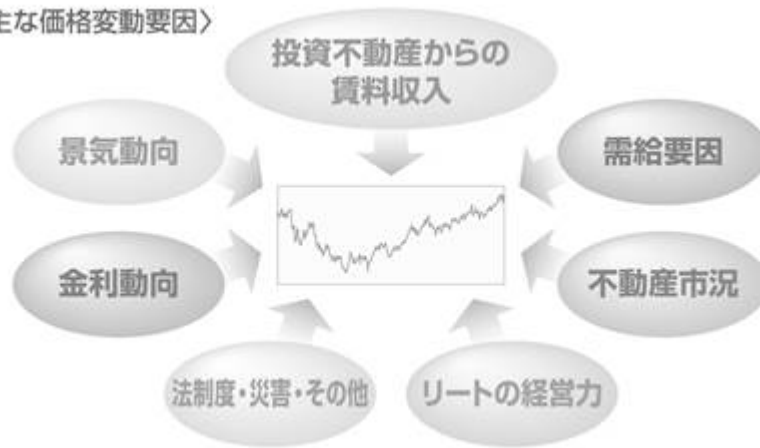 主な価格変動要因〉
投資不動産からの
賃料収入
景気動向
需給要因
金利動向
不動産市況
法制度・災害・その他
リートの経営力